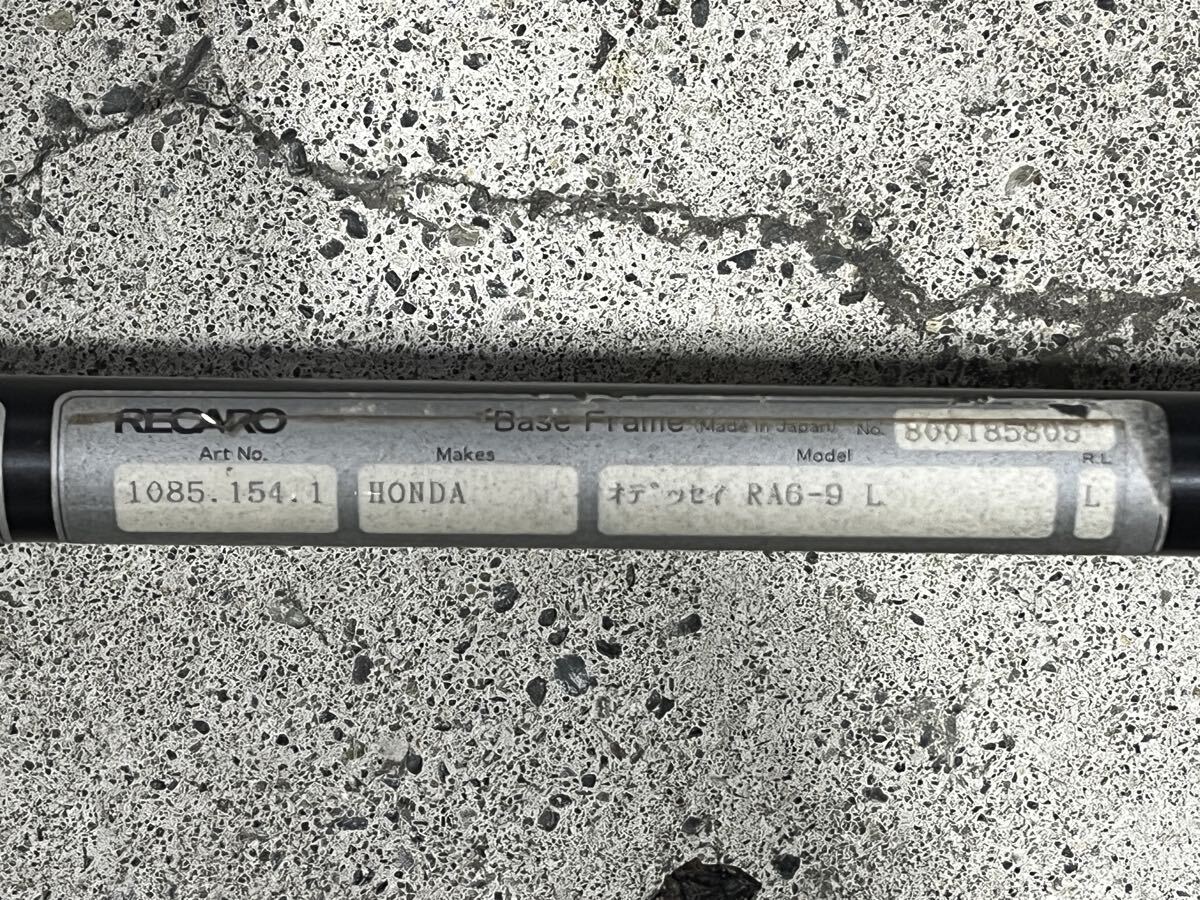 RECARO Base Frame (Made in Japan) No. 800185808
Art No. Makes Model R.L
1085.154.1 HONDA オデッセイ RA6-9 L L